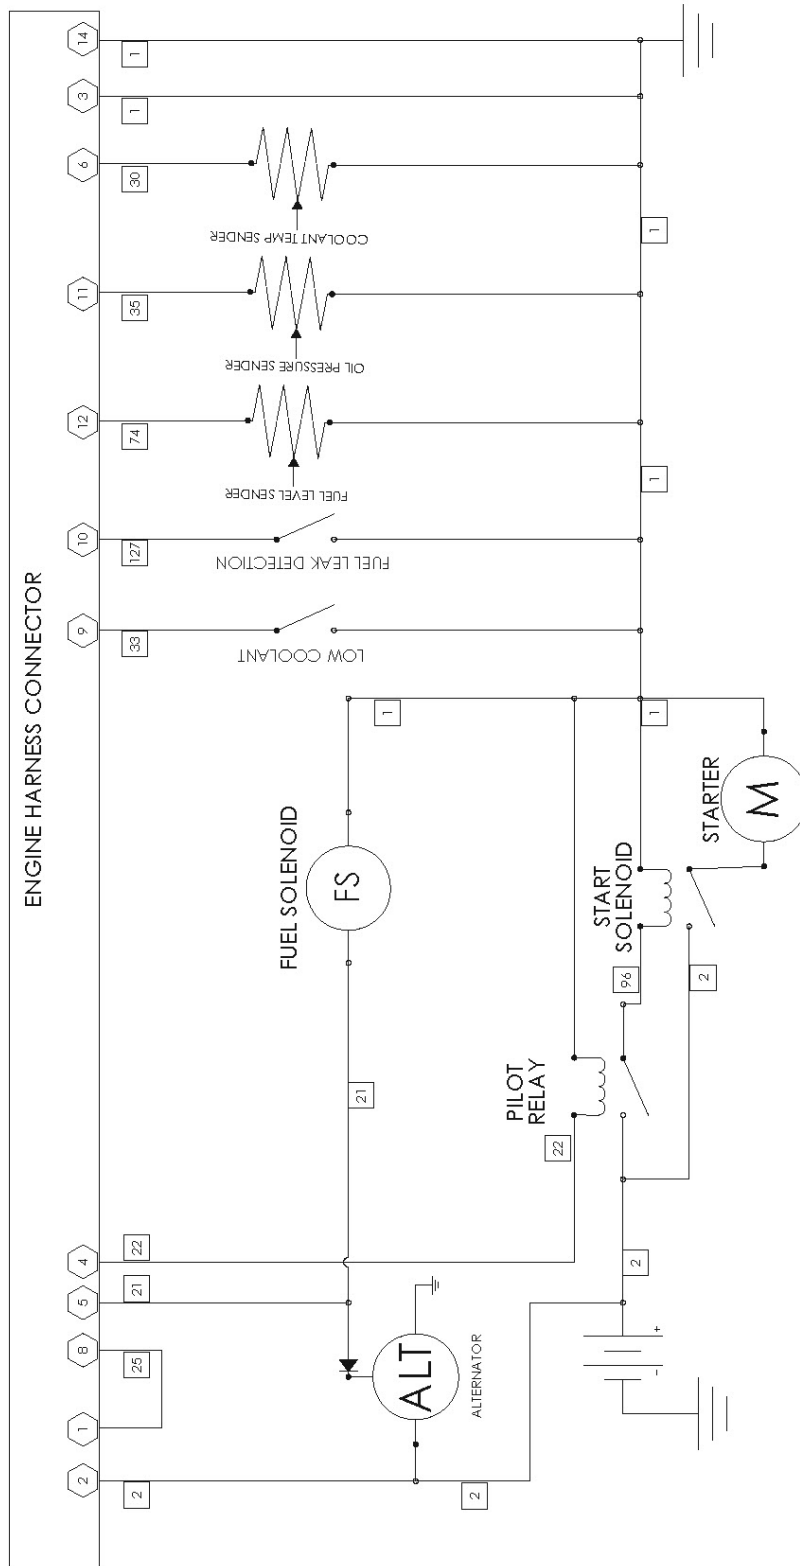 ENGINE HARNESS CONNECTOR
2
1
8
5
4
9
10
12
11
6
3
14
2
25
21
22
33
127
74
35
30
1
1
LOW COOLANT
FUEL LEAK DETECTION
FUEL LEVEL SENDER
OIL PRESSURE SENDER
COOLANT TEMP SENDER
FUEL SOLENOID
FS
21
1
ALT
ALTERNATOR
2
PILOT
RELAY
22
START
SOLENOID
96
1
1
1
2
2
- +
STARTER
M